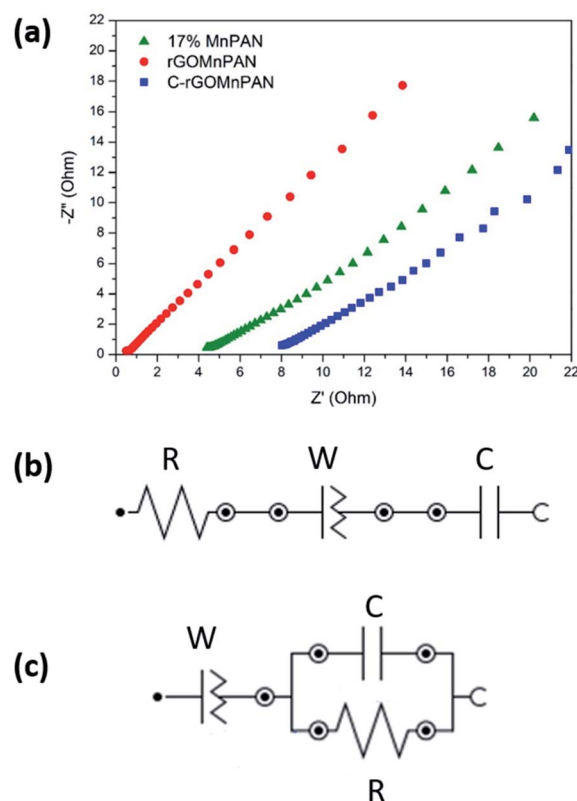 (a)
22
20
18
16
14
12
10
8
6
4
2
0
-Z" (Ohm)
17% MnPAN
rGOMnPAN
C-rGOMnPAN
0 2 4 6 8 10 12 14 16 18 20 22
Z' (Ohm)
(b)
R W C
(c)
W C
R